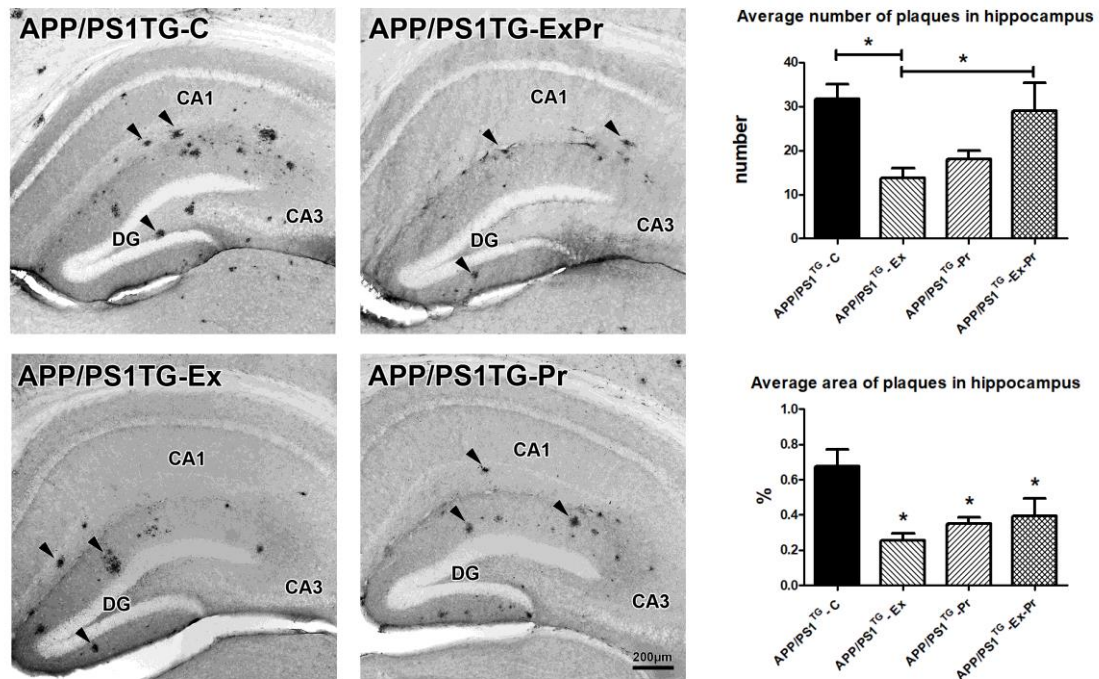 APP/PS1TG-C
CA1
CA3
DG
APP/PS1TG-ExPr
CA1
CA3
DG
APP/PS1TG-Ex
CA1
DG
CA3
APP/PS1TG-Pr
CA1
DG
CA3
200µm
Average number of plaques in hippocampus
*
*
number
40
30
20
10
0
APP/PS1TG-C
APP/PS1TG-Ex
APP/PS1TG-Pr
APP/PS1TG-Ex-Pr
Average area of plaques in hippocampus
%
1.0
0.8
0.6
0.4
0.2
0.0
*
*
*
APP/PS1TG-C
APP/PS1TG-Ex
APP/PS1TG-Pr
APP/PS1TG-Ex-Pr